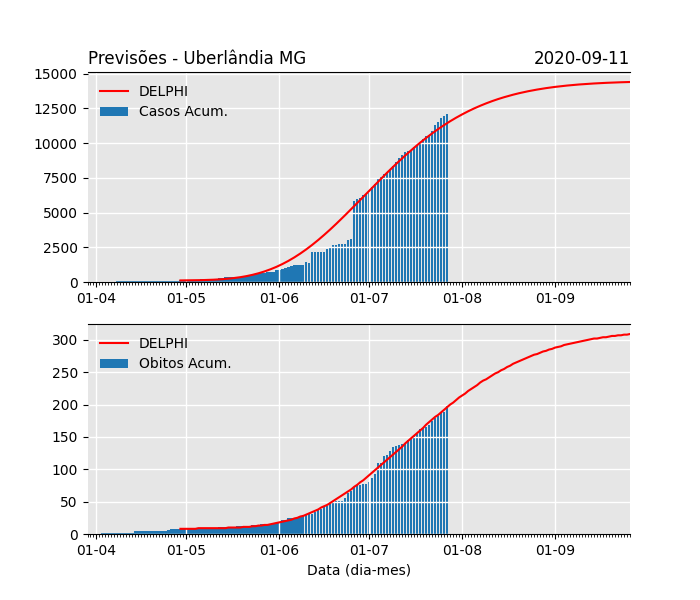 Previsões - Uberlândia MG 2020-09-11
15000
12500
10000
7500
5000
2500
0
DELPHI
Casos Acum.
01-04 01-05 01-06 01-07 01-08 01-09
300
250
200
150
100
50
0
DELPHI
Obitos Acum.
01-04 01-05 01-06 01-07 01-08 01-09
Data (dia-mes)